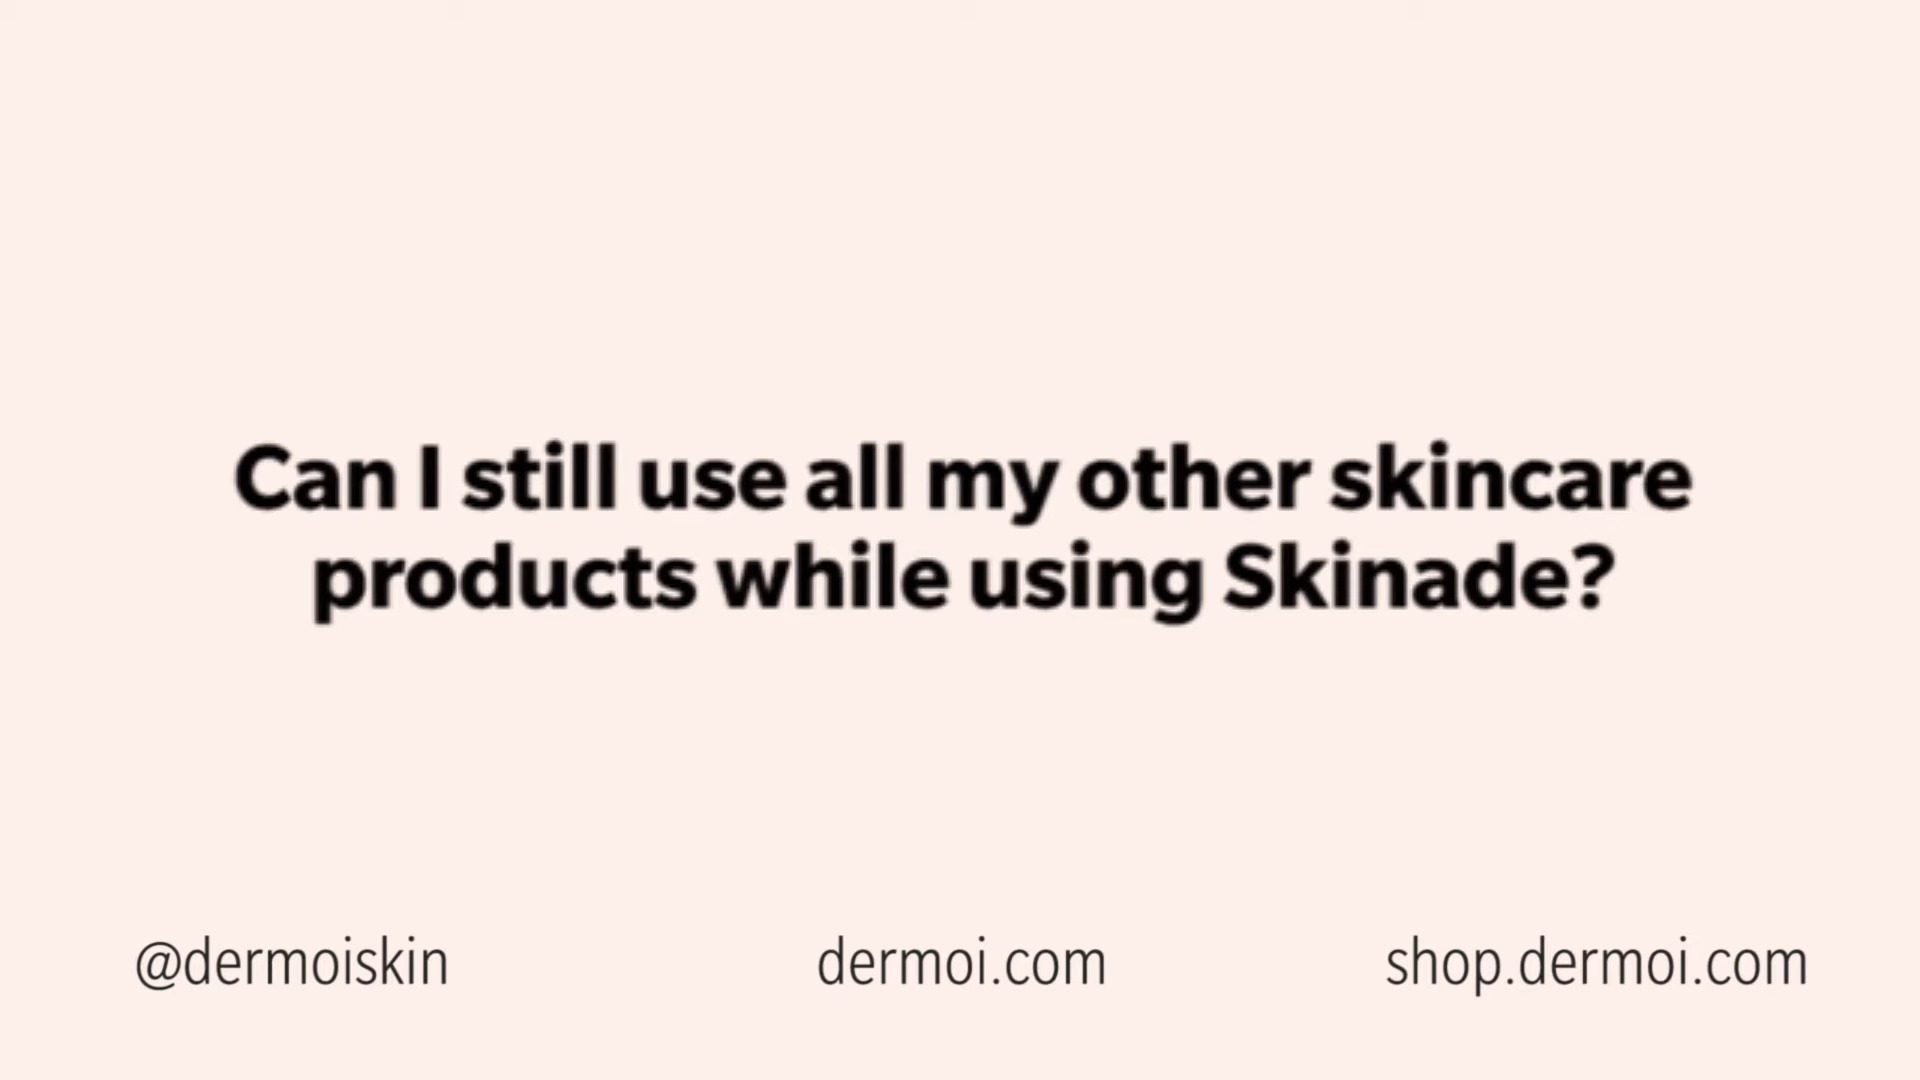 Can I still use all my other skincare
products while using Skinade?
@dermoiskin
dermoi.com
shop.dermoi.com